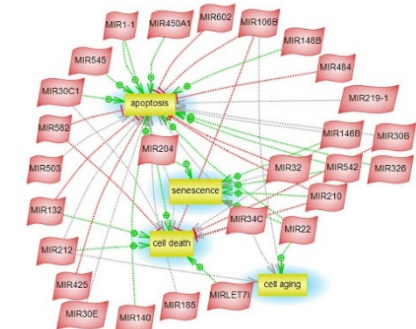 MIR1-1
MIR450A1
MIR602
MIR106B
MIR148B
MIR545
MIR484
MIR30C1
MIR219-1
apoptosis
MIR582
MIR146B
MIR30B
MIR204
MIR503
MIR32
MIR542
MIR326
senescence
MIR210
MIR132
MIR34C
MIR22
MIR212
cell death
MIR425
cell aging
MIR30E
MIR140
MIR185
MIRLET7I